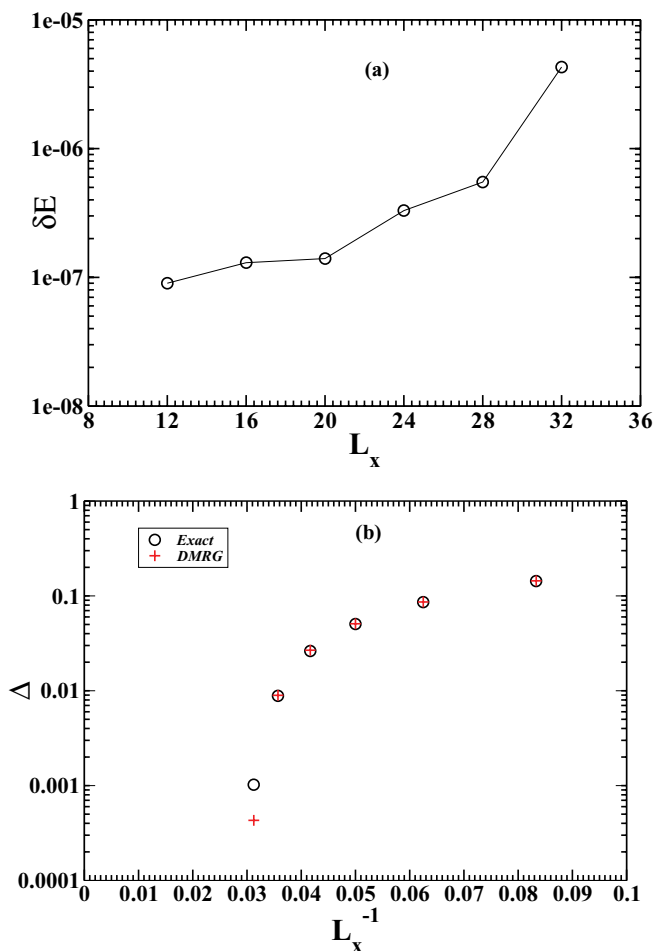 1e-05
(a)
1e-06
δE
1e-07
1e-08
8 12 16 20 24 28 32 36
Lₓ
1
(b)
Exact
DMRG
0.1
Δ
0.01
0.001
0.0001
0 0.01 0.02 0.03 0.04 0.05 0.06 0.07 0.08 0.09 0.1
Lₓ⁻¹